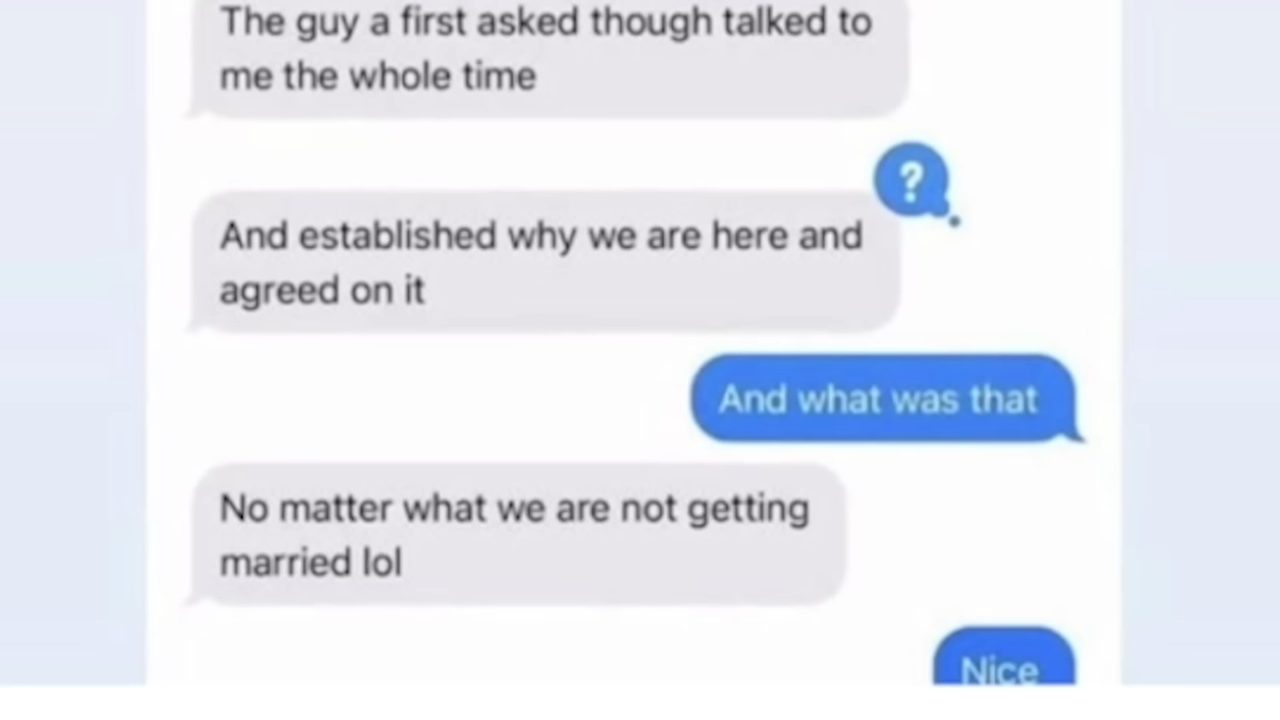 The guy a first asked though talked to
me the whole time
?
And established why we are here and
agreed on it
And what was that
No matter what we are not getting
married lol
Nice